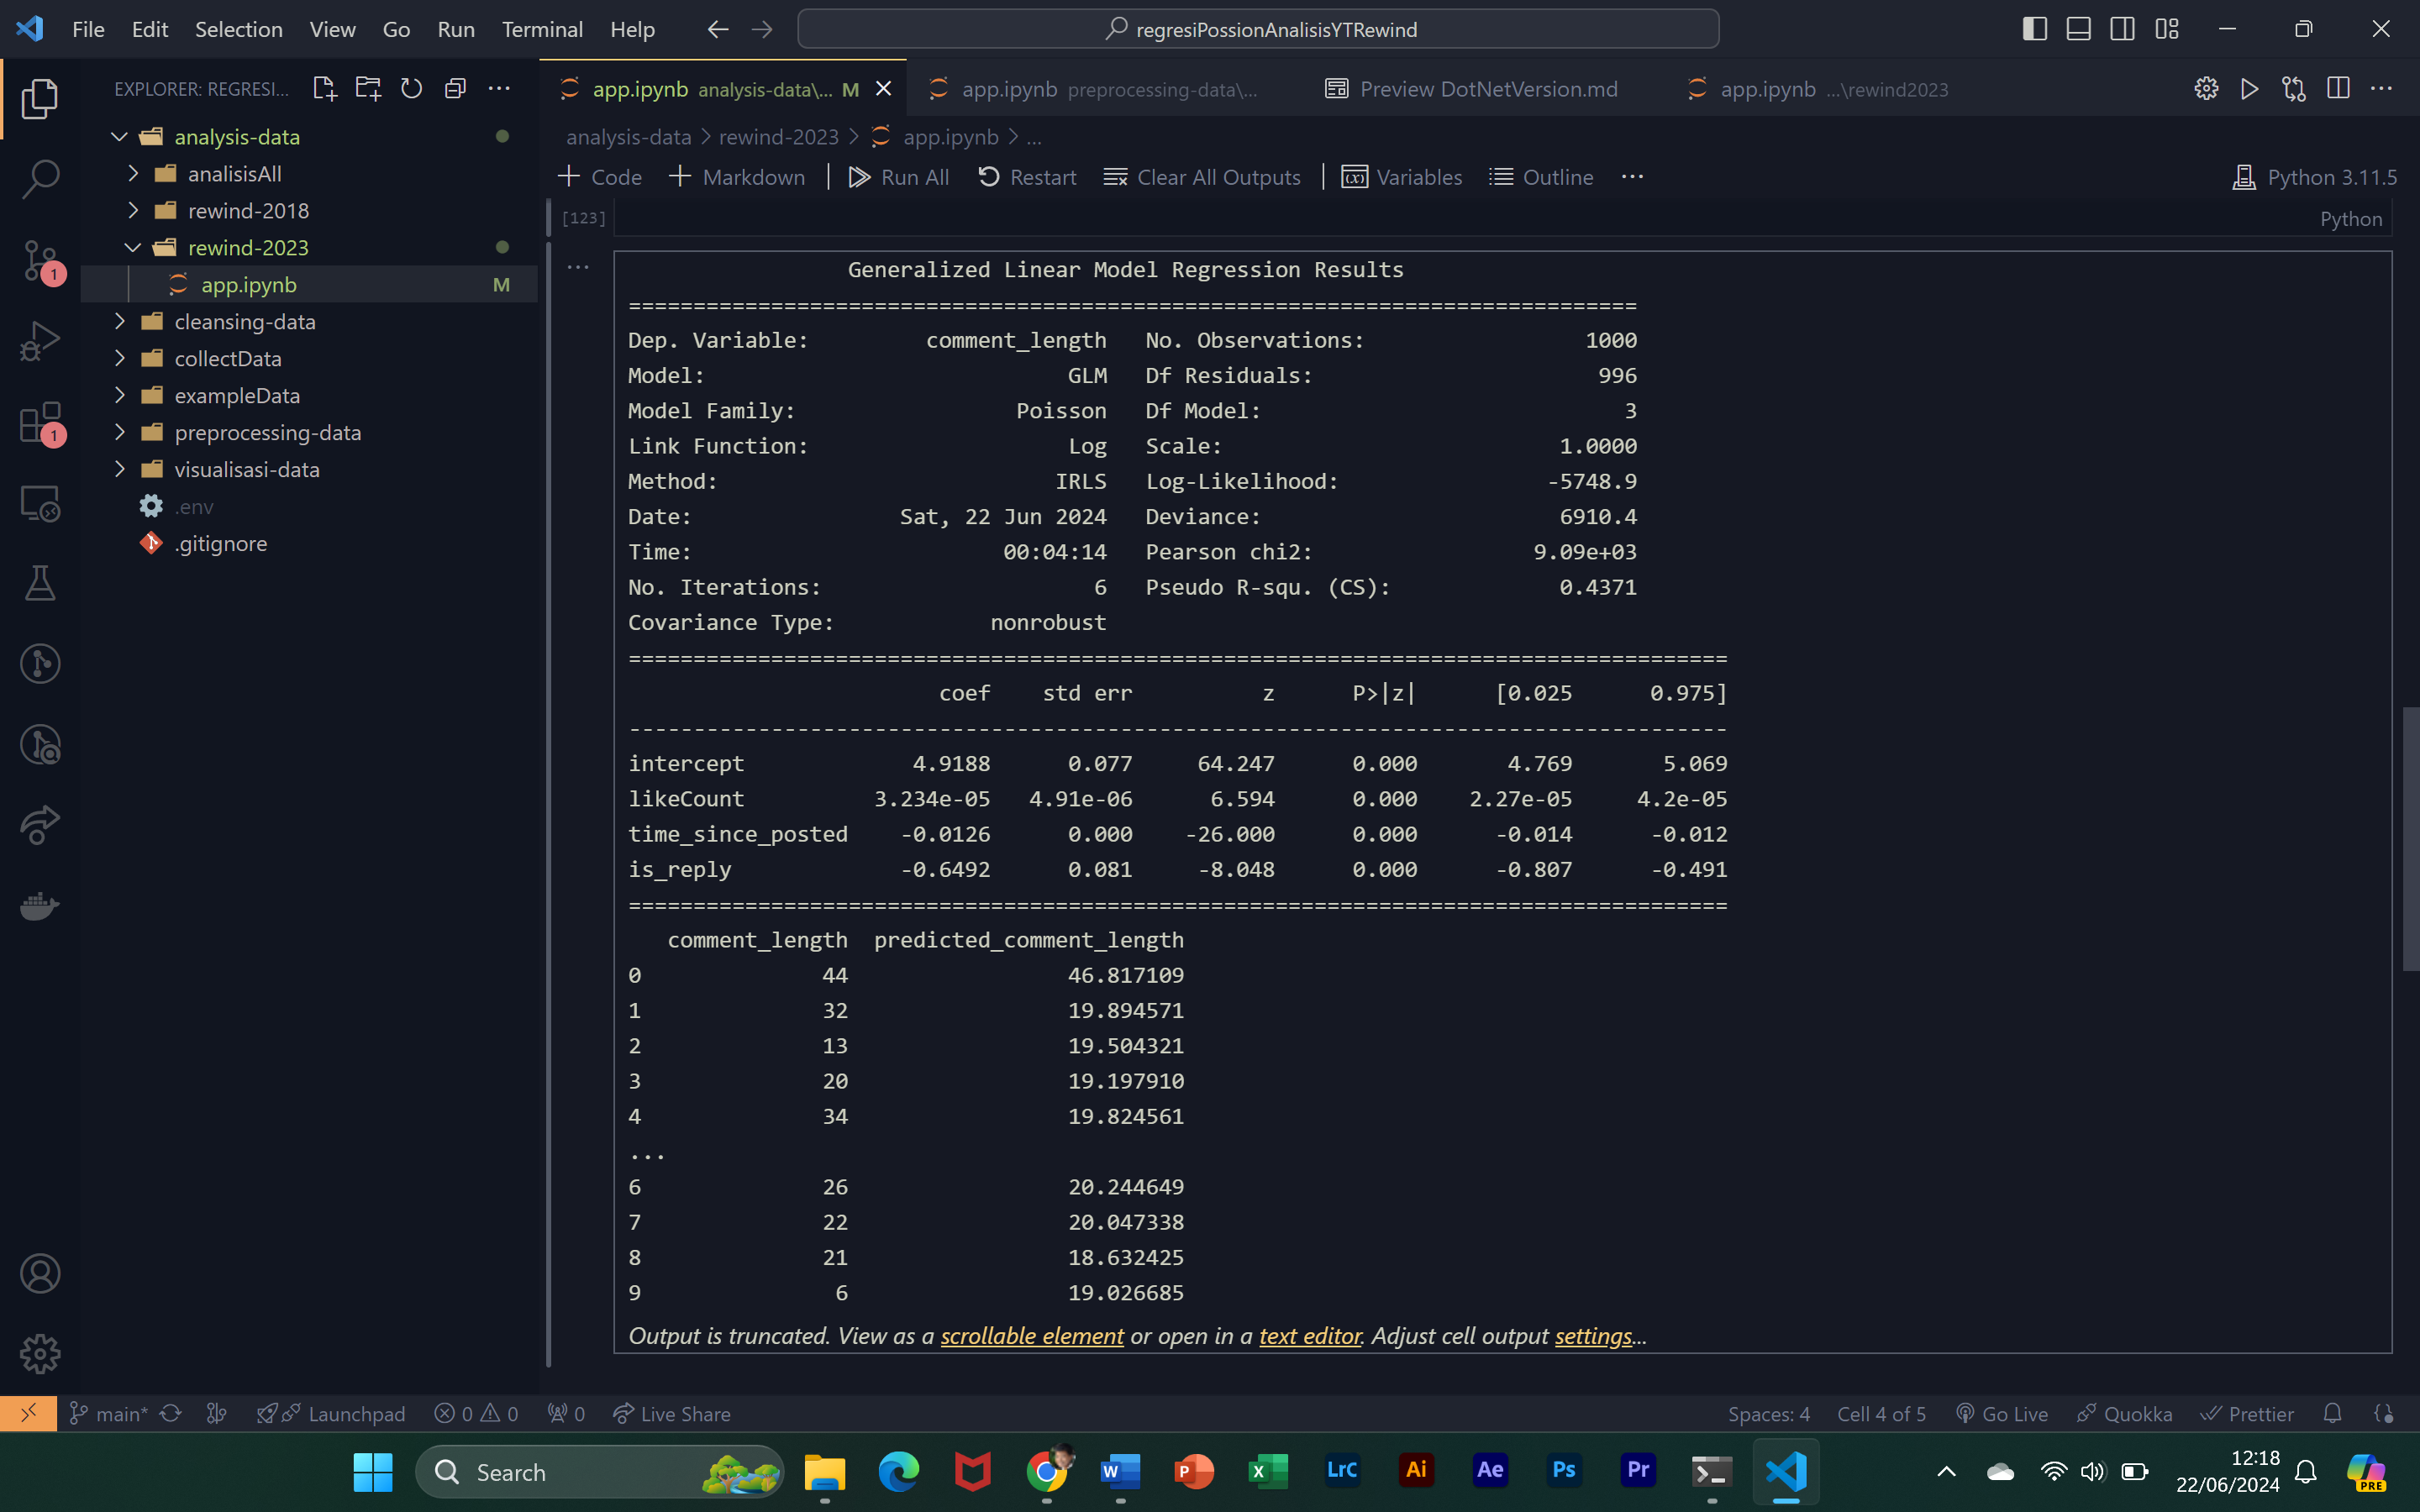 File Edit Selection View Go Run Terminal Help regresiPossionAnalisisYTRewind
EXPLORER: REGRESI...
analysis-data
analisisAll
rewind-2018
rewind-2023
app.ipynb M
cleansing-data
collectData
exampleData
preprocessing-data
visualisasi-data
.env
.gitignore
1
1
app.ipynb analysis-data\... M
app.ipynb preprocessing-data\...
Preview DotNetVersion.md
app.ipynb ...\rewind2023
analysis-data > rewind-2023 > app.ipynb > ...
Code Markdown Run All Restart Clear All Outputs Variables Outline ... Python 3.11.5
[123] Python
Generalized Linear Model Regression Results
==============================================================================
Dep. Variable: comment_length No. Observations: 1000
Model: GLM Df Residuals: 996
Model Family: Poisson Df Model: 3
Link Function: Log Scale: 1.0000
Method: IRLS Log-Likelihood: -5748.9
Date: Sat, 22 Jun 2024 Deviance: 6910.4
Time: 00:04:14 Pearson chi2: 9.09e+03
No. Iterations: 6 Pseudo R-squ. (CS): 0.4371
Covariance Type: nonrobust
=====================================================================================
coef std err z P>|z| [0.025 0.975]
-------------------------------------------------------------------------------------
intercept 4.9188 0.077 64.247 0.000 4.769 5.069
likeCount 3.234e-05 4.91e-06 6.594 0.000 2.27e-05 4.2e-05
time_since_posted -0.0126 0.000 -26.000 0.000 -0.014 -0.012
is_reply -0.6492 0.081 -8.048 0.000 -0.807 -0.491
=====================================================================================
comment_length predicted_comment_length
0 44 46.817109
1 32 19.894571
2 13 19.504321
3 20 19.197910
4 34 19.824561
...
6 26 20.244649
7 22 20.047338
8 21 18.632425
9 6 19.026685
Output is truncated. View as a scrollable element or open in a text editor. Adjust cell output settings...
main* Launchpad 0 0 0 Live Share Spaces: 4 Cell 4 of 5 Go Live Quokka Prettier
Search W P X LrC Ai Ae Ps Pr PRE
12:18
22/06/2024